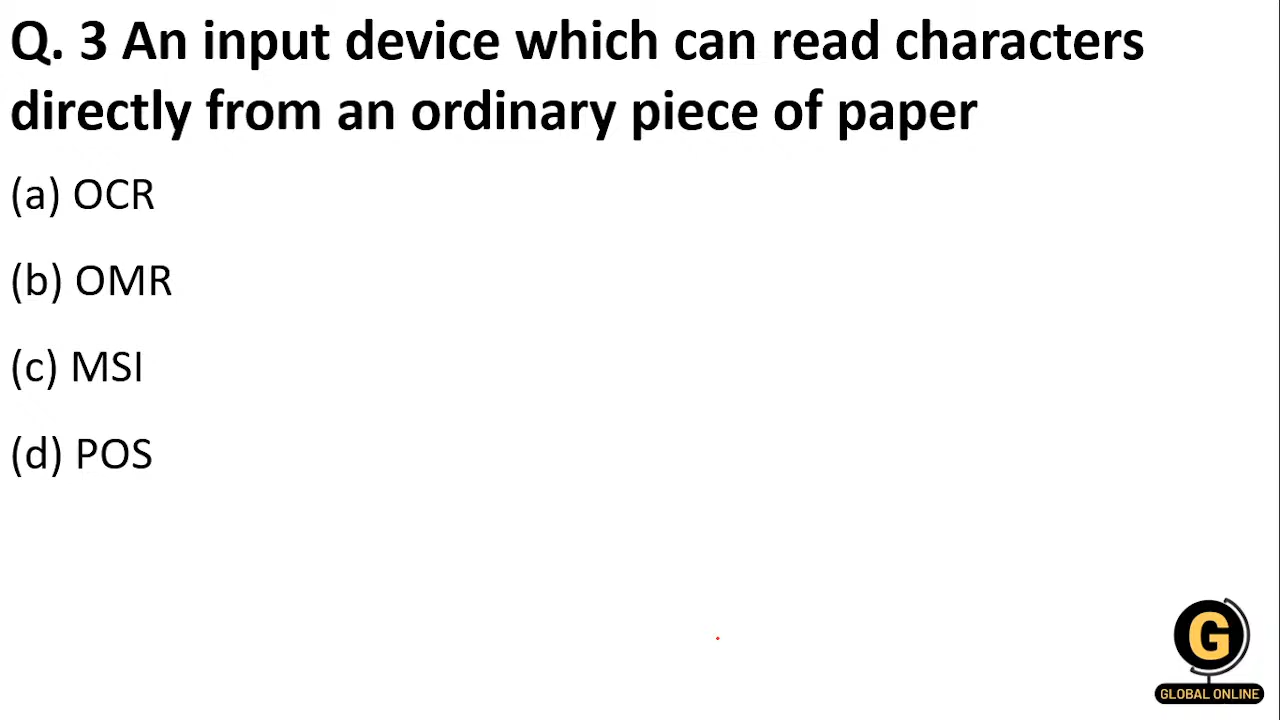 Q. 3 An input device which can read characters
directly from an ordinary piece of paper
(a) OCR
(b) OMR
(c) MSI
(d) POS
G
GLOBAL ONLINE